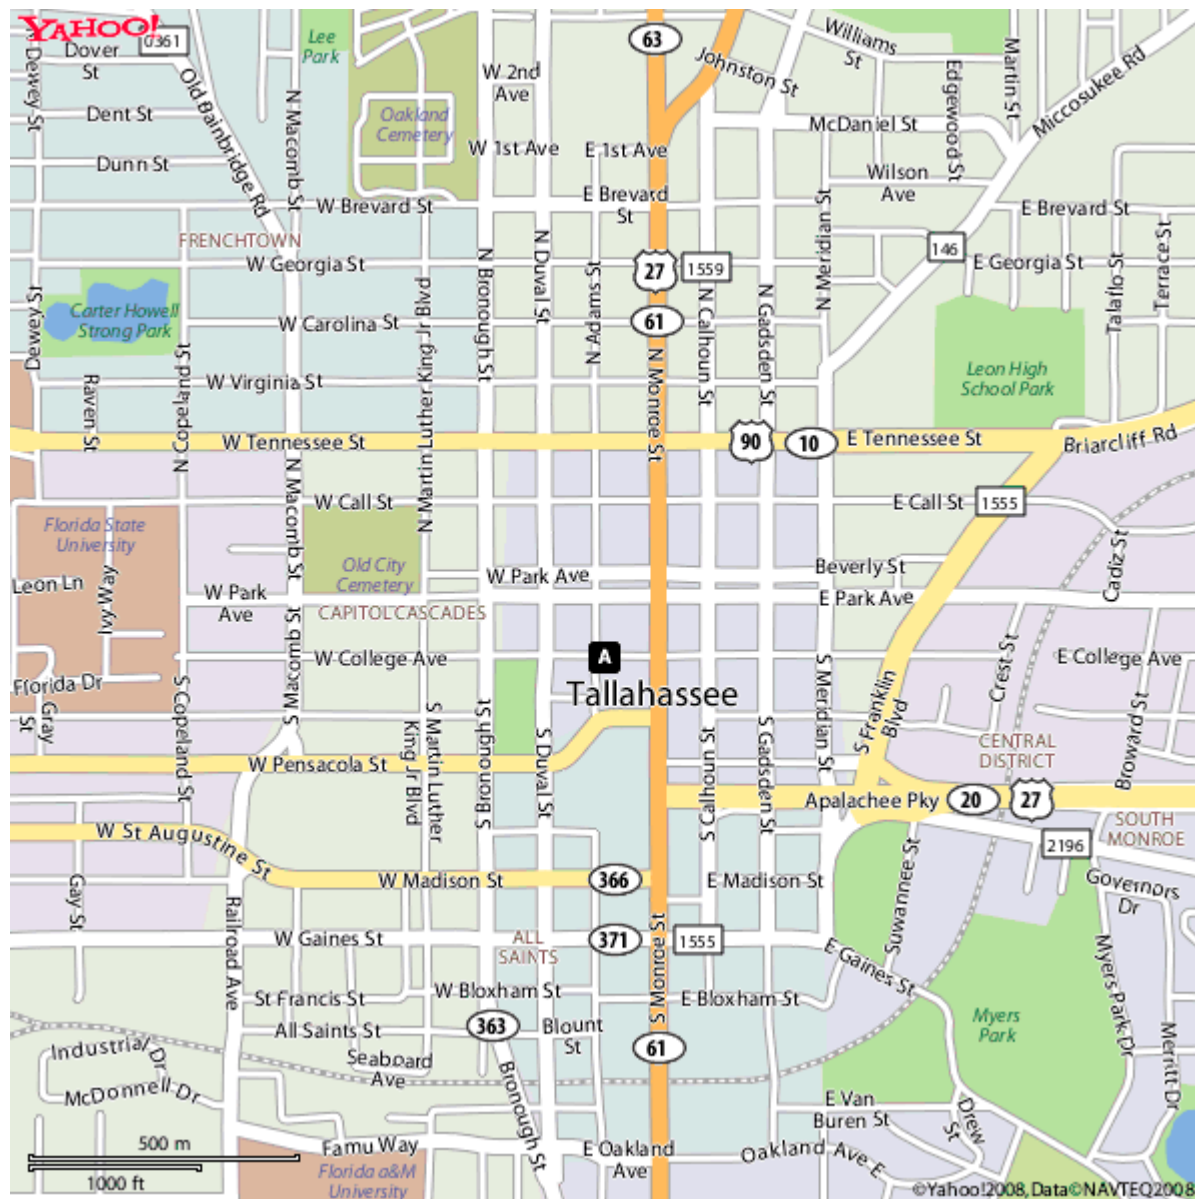 YAHOO!
0361
Dover
St
N Dewey St
Old Bainbridge Rd
Lee
Park
63
Williams
St
Johnston St
W 2nd
Ave
Martin St
Edgewood St
Miccosukee Rd
Dent St
N Macomb St
Oakland
Cemetery
McDaniel St
Dunn St
W 1st Ave
E 1st Ave
Wilson
Ave
W Brevard St
E Brevard
St
N Meridian St
E Brevard St
FRENCHTOWN
W Georgia St
N Bronough St
N Duval St
N Adams St
27
1559
146
E Georgia St
Talaflo St
Terrace St
Dewey St
Carter Howell
Strong Park
W Carolina St
N Martin Luther King Jr Blvd
61
N Calhoun St
N Gadsden St
N Monroe St
Leon High
School Park
Raven St
N Copeland St
W Virginia St
W Tennessee St
90
10
E Tennessee St
Briarcliff Rd
N Macomb St
W Call St
E Call St
1555
Florida State
University
Old City
Cemetery
Leon Ln
Ivy Way
W Park
Ave
W Park Ave
Beverly St
E Park Ave
Cadiz St
CAPITOL CASCADES
S Macomb St
W College Ave
A
Tallahassee
Crest St
E College Ave
Florida Dr
Gray
St
S Copeland St
S Martin Luther
King Jr Blvd
S Bronough St
S Duval St
S Calhoun St
S Gadsden St
S Meridian St
S Franklin
Blvd
CENTRAL
DISTRICT
Broward St
W Pensacola St
Apalachee Pky
20
27
SOUTH
MONROE
W St Augustine St
2196
W Madison St
366
E Madison St
Suwannee St
Governors
Dr
Gay St
Railroad Ave
W Gaines St
ALL
SAINTS
371
1555
S Monroe St
E Gaines St
Myers Park Dr
St Francis St
W Bloxham St
E Bloxham St
All Saints St
363
Blount
St
Myers
Park
Industrial Dr
Seaboard
Ave
61
Merritt Dr
McDonnell Dr
Bronough St
E Van
Buren St
Drew
St
500 m
1000 ft
Famu Way
Florida a&M
University
E Oakland
Ave
Oakland Ave E
©Yahoo!2008, Data©NAVTEQ2008